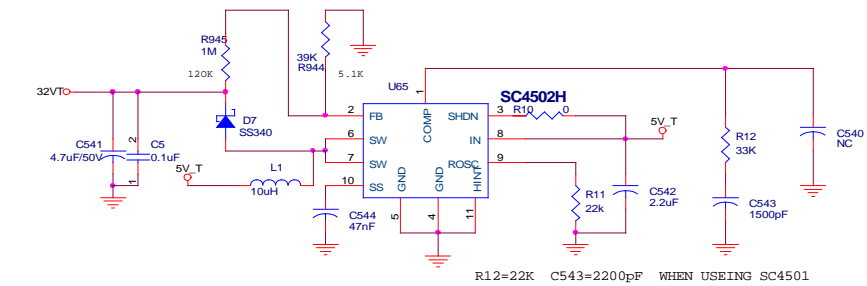 R945
1M
120K
39K
R944
5.1K
32VT
D7
SS340
C541
4.7uF/50V
2
C5
0.1uF
1
5V_T
L1
10uH
U65
SC4502H
1
COMP
2
FB
6
SW
7
SW
10
SS
GND
5
GND
4
HINT
11
SHDN
3
IN
8
ROSC
9
R10
0
5V_T
R11
22k
C542
2.2uF
C544
47nF
R12
33K
C543
1500pF
C540
NC
R12=22K C543=2200pF WHEN USEING SC4501